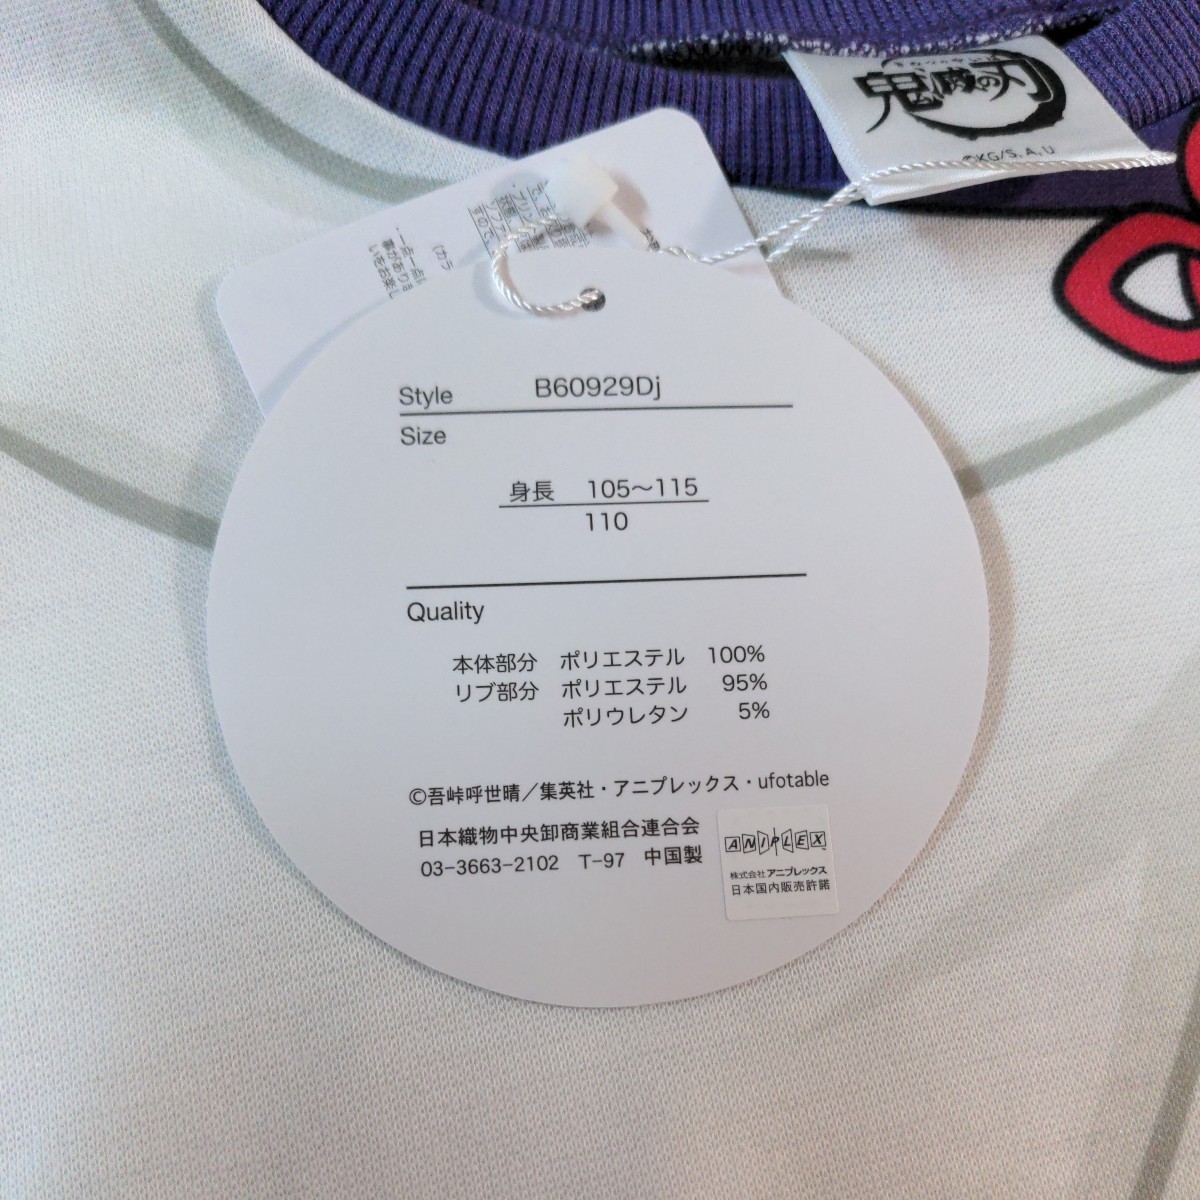 鬼滅の刃
©KG/S,A,U
Style B60929Dj
Size
身長 105〜115
110
Quality
本体部分 ポリエステル 100%
リブ部分 ポリエステル 95%
ポリウレタン 5%
©吾峠呼世晴／集英社・アニプレックス・ufotable
日本織物中央卸商業組合連合会
03-3663-2102 T-97 中国製
ANIPLEX
株式会社 アニプレックス
日本国内販売許諾